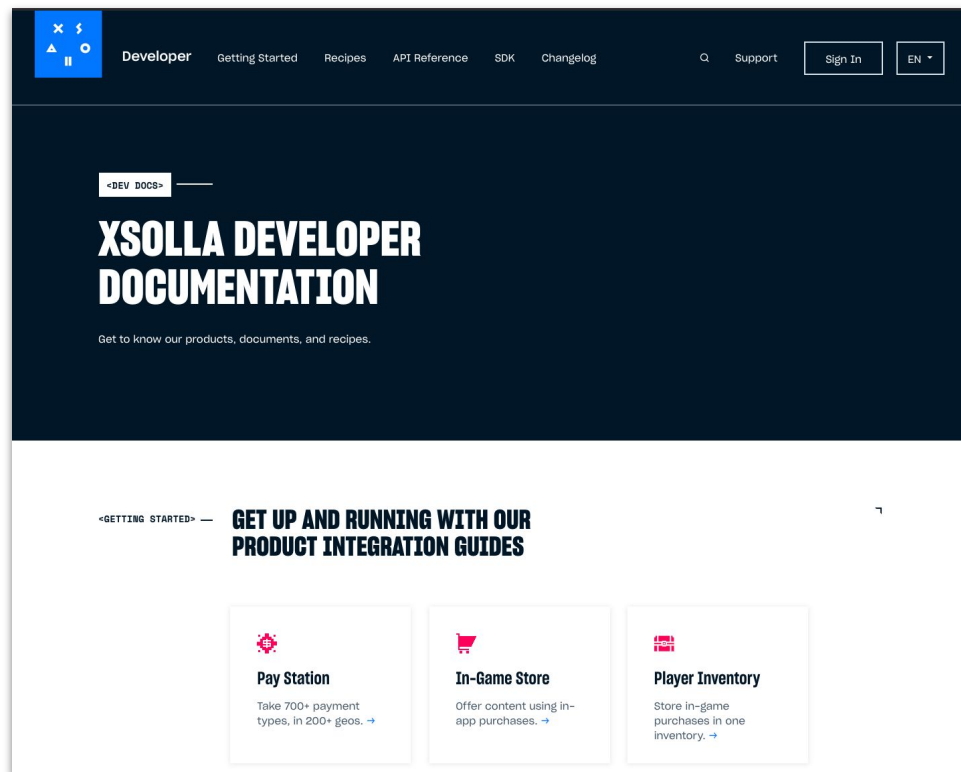 XSOLLA
Developer
Getting Started
Recipes
API Reference
SDK
Changelog
Support
Sign In
EN
<DEV DOCS>
XSOLLA DEVELOPER
DOCUMENTATION
Get to know our products, documents, and recipes.
<GETTING STARTED>
GET UP AND RUNNING WITH OUR
PRODUCT INTEGRATION GUIDES
Pay Station
Take 700+ payment
types, in 200+ geos. →
In-Game Store
Offer content using in-
app purchases. →
Player Inventory
Store in-game
purchases in one
inventory. →